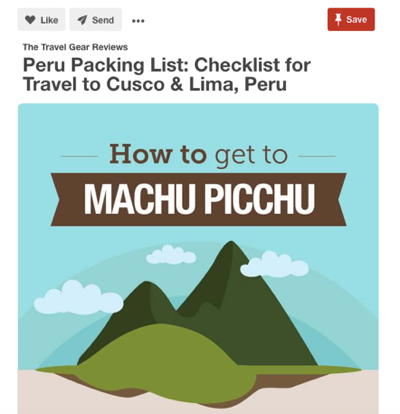 Like Send Save
The Travel Gear Reviews
Peru Packing List: Checklist for
Travel to Cusco & Lima, Peru
How to get to
MACHU PICCHU